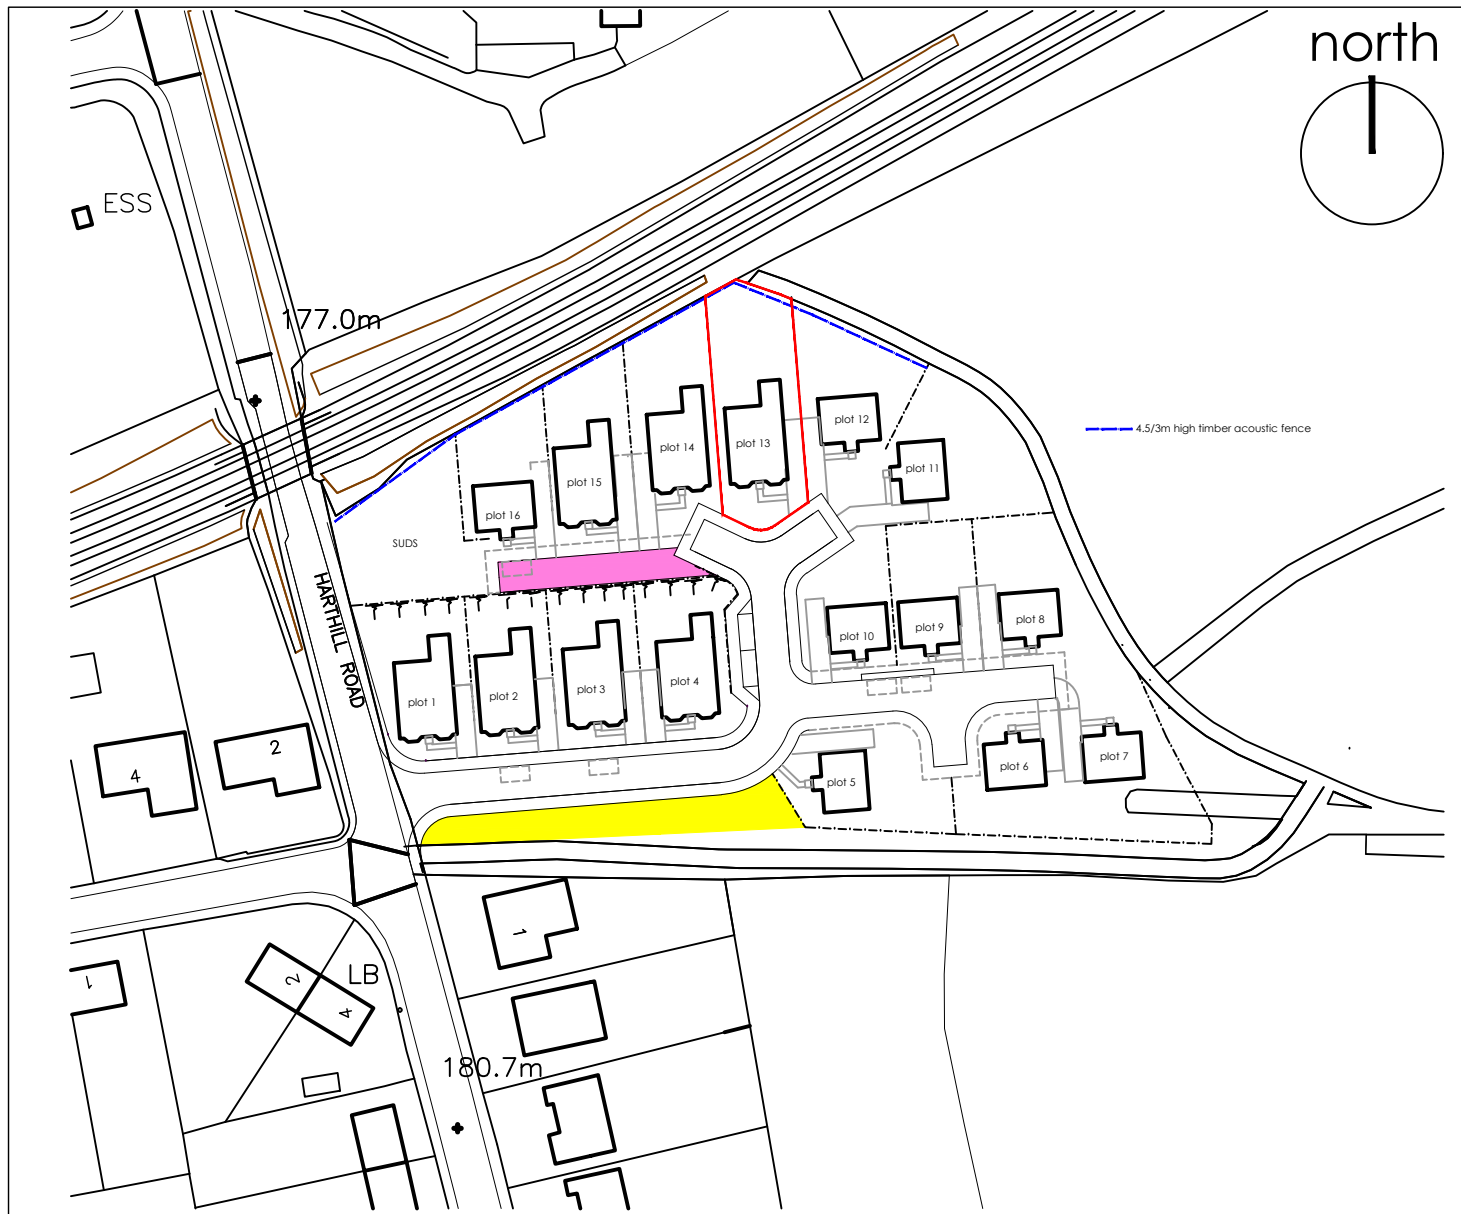 north
ESS
177.0m
plot 12
4.5/3m high timber acoustic fence
plot 14
plot 13
plot 11
plot 15
plot 16
SUDS
HARTHILL ROAD
plot 10
plot 9
plot 8
plot 1
plot 2
plot 3
plot 4
2
4
plot 5
plot 6
plot 7
1
1
2
LB
4
180.7m